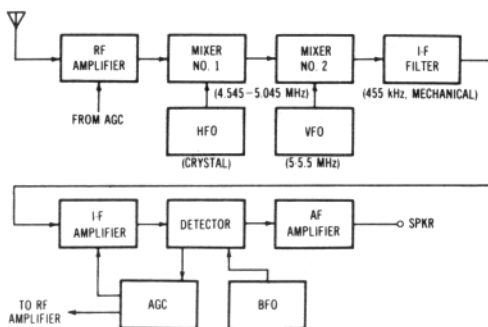 RF
AMPLIFIER
MIXER
NO. 1
MIXER
NO. 2
I-F
FILTER
FROM AGC
(4.545-5.045 MHz)
(455 kHz, MECHANICAL)
HFO
VFO
(CRYSTAL)
(5-5.5 MHz)
I-F
AMPLIFIER
DETECTOR
AF
AMPLIFIER
SPKR
TO RF
AMPLIFIER
AGC
BFO